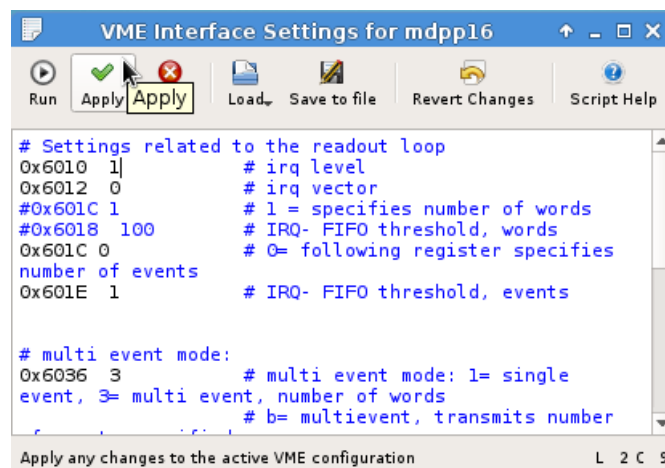 VME Interface Settings for mdpp16
Run Apply Load Save to file Revert Changes Script Help
Apply
# Settings related to the readout loop
0x6010 1 # irq level
0x6012 0 # irq vector
#0x601C 1 # 1 = specifies number of words
#0x6018 100 # IRQ- FIFO threshold, words
0x601C 0 # 0= following register specifies
number of events
0x601E 1 # IRQ- FIFO threshold, events
# multi event mode:
0x6036 3 # multi event mode: 1= single
event, 3= multi event, number of words
# b= multievent, transmits number
Apply any changes to the active VME configuration L 2 C